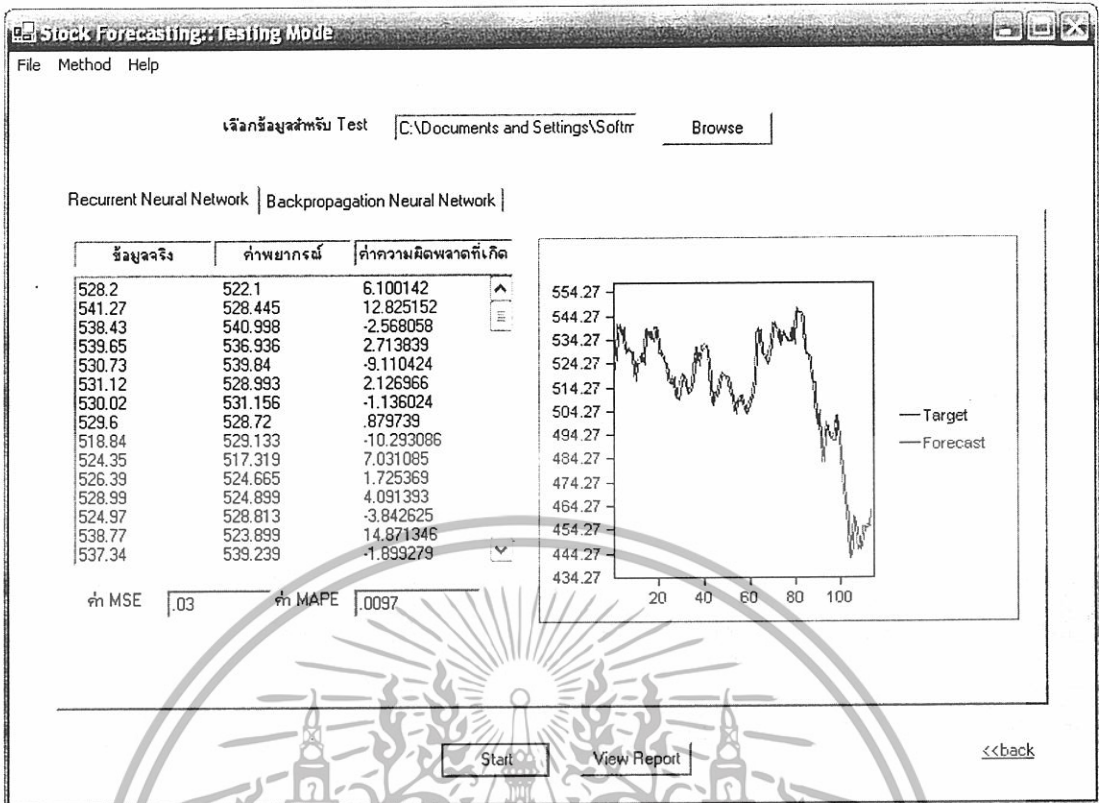 Stock Forecasting::Testing Mode
File Method Help
เลือกข้อมูลสำหรับ Test C:\Documents and Settings\Softm Browse
Recurrent Neural Network Backpropagation Neural Network
ข้อมูลจริง ค่าพยากรณ์ ค่าความผิดพลาดที่เกิด
528.2 522.1 6.100142
541.27 528.445 12.825152
538.43 540.998 -2.568058
539.65 536.936 2.713839
530.73 539.84 -9.110424
531.12 528.993 2.126966
530.02 531.156 -1.136024
529.6 528.72 .879739
518.84 529.133 -10.293086
524.35 517.319 7.031085
526.39 524.665 1.725369
528.99 524.899 4.091393
524.97 528.813 -3.842625
538.77 523.899 14.871346
537.34 539.239 -1.899279
ค่า MSE .03 ค่า MAPE .0097
554.27
544.27
534.27
524.27
514.27
504.27
494.27
484.27
474.27
464.27
454.27
444.27
434.27
20 40 60 80 100
Target
Forecast
Start View Report <<back